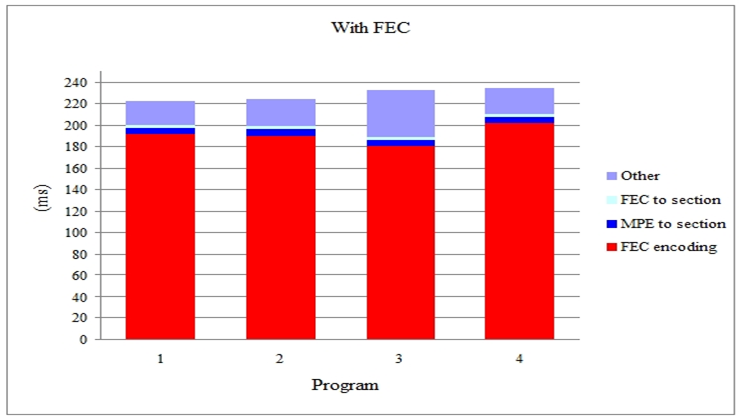 With FEC
240
220
200
180
160
140
120
100
80
60
40
20
0
(ms)
1 2 3 4
Program
Other
FEC to section
MPE to section
FEC encoding